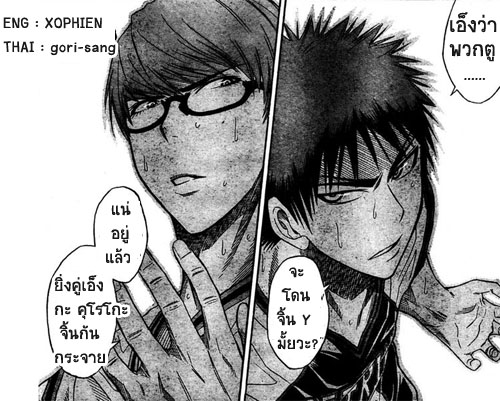 ENG : XOPHIEN
THAI : gori-sang
เอ็งว่า
พวกตู
......
จะ
โดน
จิ้น Y
มั้ยวะ?
แน่
อยู่
แล้ว
ยิ่งคู่เอ็ง
กะ คุโรโกะ
จิ้นกัน
กระจาย